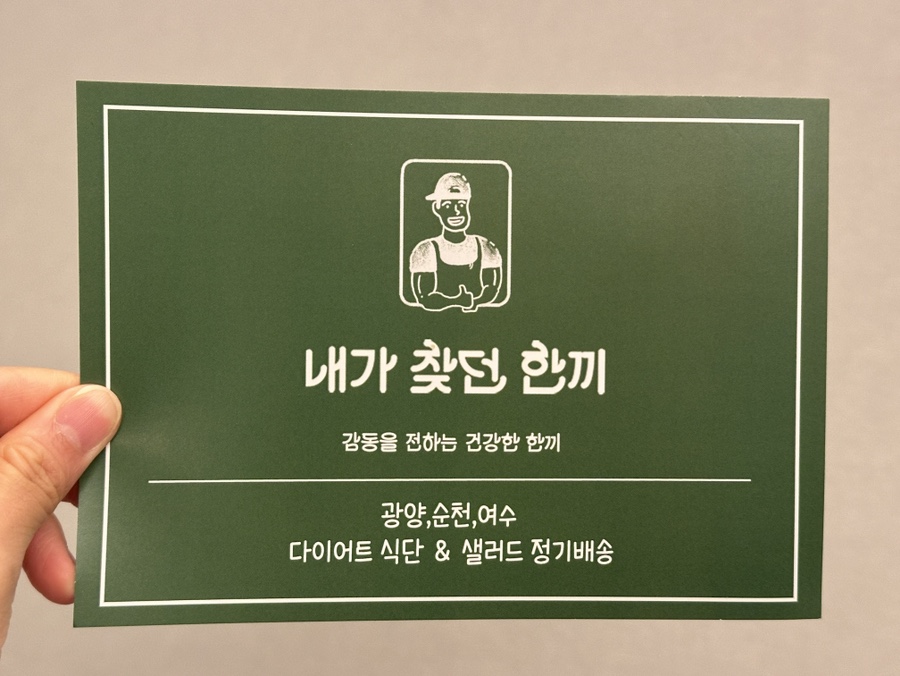 내가 찾던 한끼
감동을 전하는 건강한 한끼
광양,순천,여수
다이어트 식단 & 샐러드 정기배송